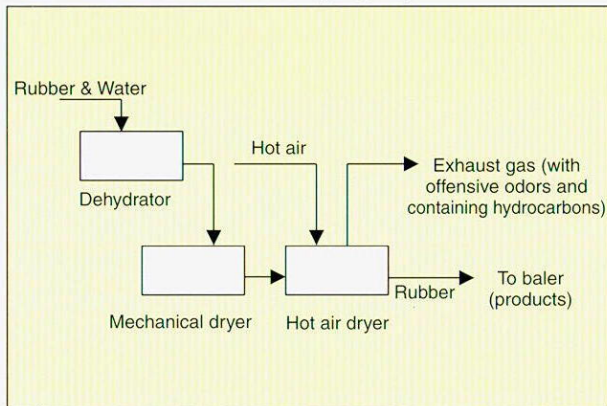 Rubber & Water
Dehydrator
Hot air
Exhaust gas (with
offensive odors and
containing hydrocarbons)
Mechanical dryer
Hot air dryer
Rubber
To baler
(products)